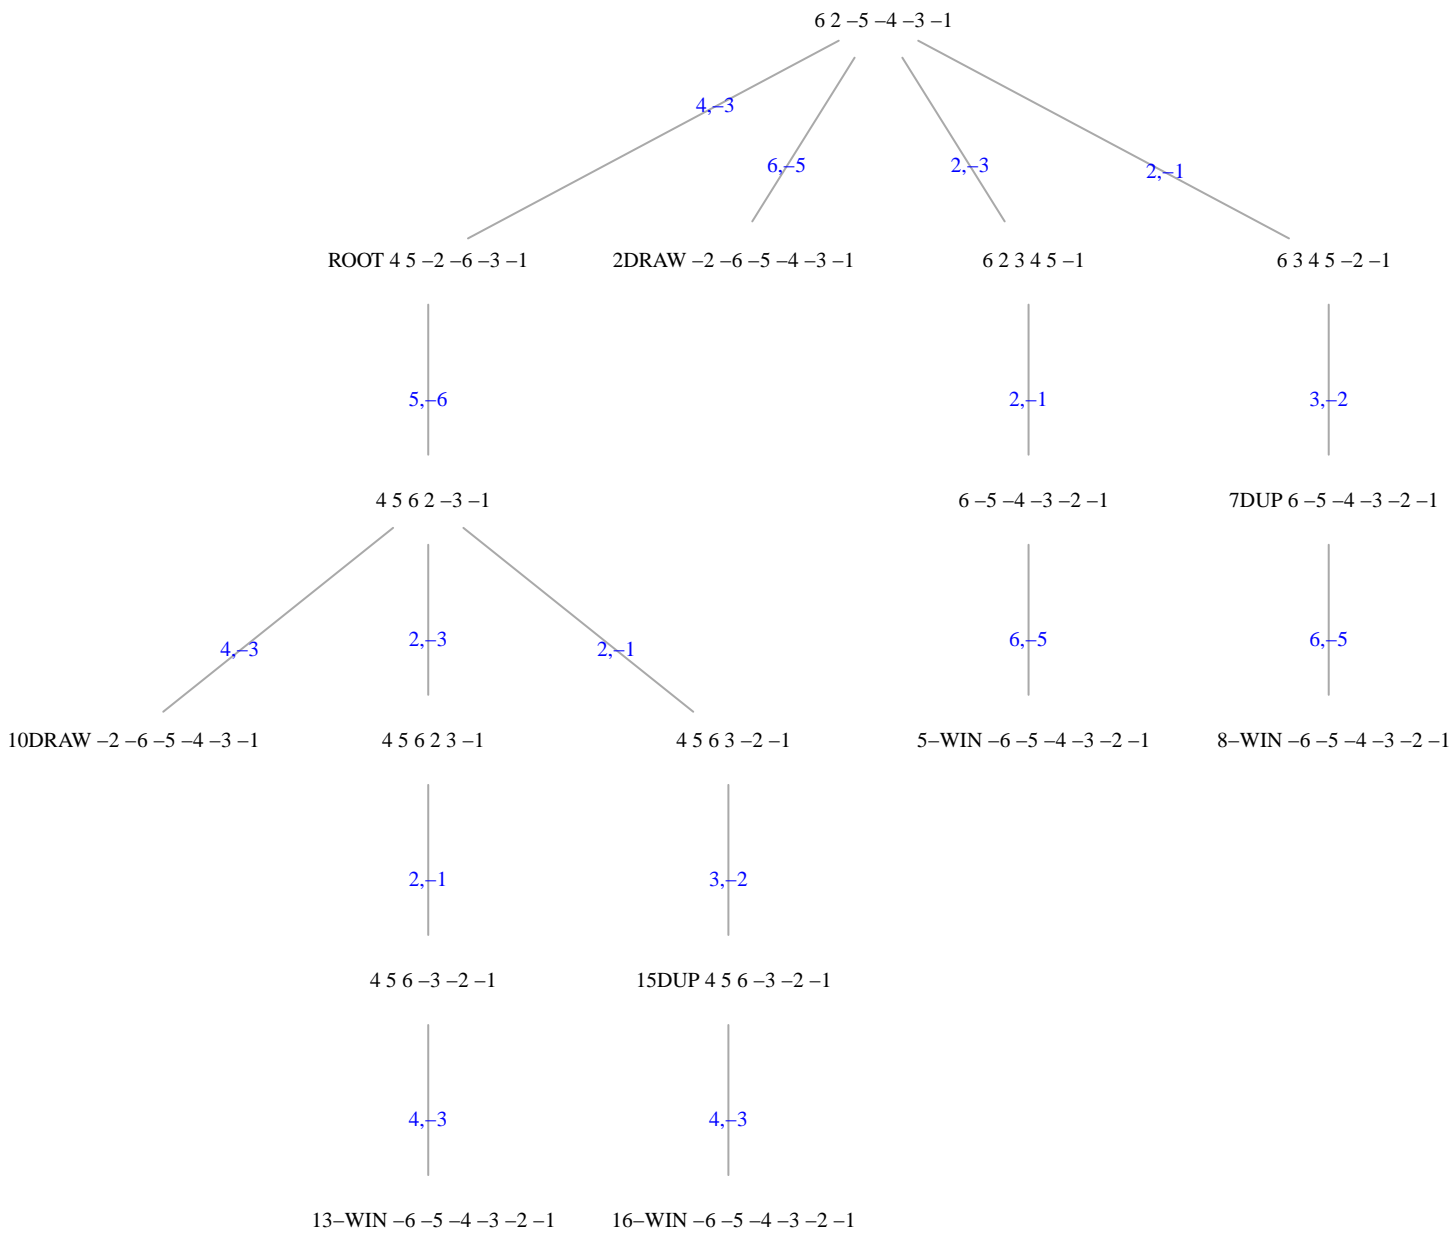 6 2 –5 –4 –3 –1
4,–3
6,–5
2,–3
2,–1
ROOT 4 5 –2 –6 –3 –1
2DRAW –2 –6 –5 –4 –3 –1
6 2 3 4 5 –1
6 3 4 5 –2 –1
5,–6
2,–1
3,–2
4 5 6 2 –3 –1
6 –5 –4 –3 –2 –1
7DUP 6 –5 –4 –3 –2 –1
4,–3
2,–3
2,–1
6,–5
6,–5
10DRAW –2 –6 –5 –4 –3 –1
4 5 6 2 3 –1
4 5 6 3 –2 –1
5–WIN –6 –5 –4 –3 –2 –1
8–WIN –6 –5 –4 –3 –2 –1
2,–1
3,–2
4 5 6 –3 –2 –1
15DUP 4 5 6 –3 –2 –1
4,–3
4,–3
13–WIN –6 –5 –4 –3 –2 –1
16–WIN –6 –5 –4 –3 –2 –1